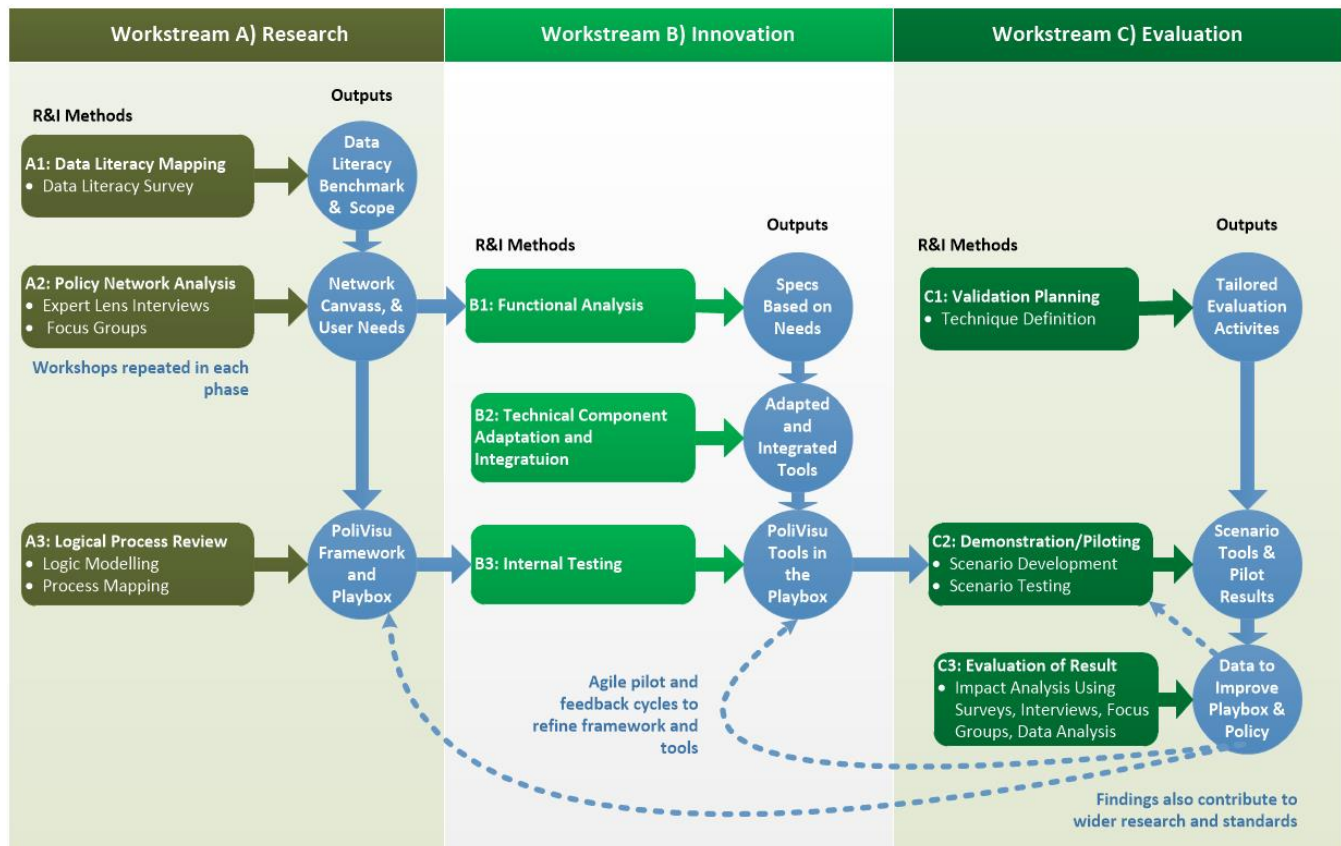 Workstream A) Research
Workstream B) Innovation
Workstream C) Evaluation
R&I Methods
Outputs
A1: Data Literacy Mapping
• Data Literacy Survey
Data
Literacy
Benchmark
& Scope
A2: Policy Network Analysis
• Expert Lens Interviews
• Focus Groups
Network
Canvass, &
User Needs
Workshops repeated in each
phase
A3: Logical Process Review
• Logic Modelling
• Process Mapping
PoliVisu
Framework
and
Playbox
R&I Methods
Outputs
B1: Functional Analysis
Specs
Based on
Needs
B2: Technical Component
Adaptation and
Integratuion
Adapted
and
Integrated
Tools
B3: Internal Testing
PoliVisu
Tools in
the
Playbox
Agile pilot and
feedback cycles to
refine framework and
tools
R&I Methods
Outputs
C1: Validation Planning
• Technique Definition
Tailored
Evaluation
Activites
C2: Demonstration/Piloting
• Scenario Development
• Scenario Testing
Scenario
Tools &
Pilot
Results
C3: Evaluation of Result
• Impact Analysis Using
Surveys, Interviews, Focus
Groups, Data Analysis
Data to
Improve
Playbox &
Policy
Findings also contribute to
wider research and standards